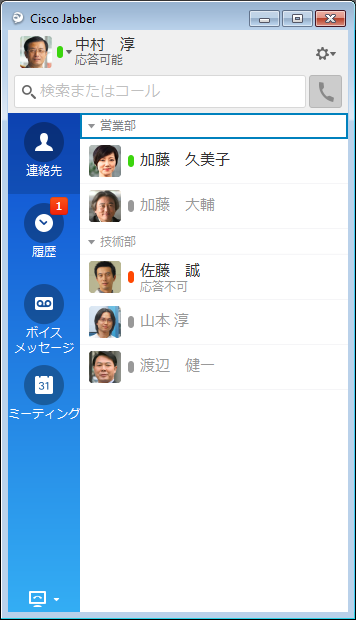 Cisco Jabber
中村　淳
応答可能
検索またはコール
連絡先
1
履歴
ボイス
メッセージ
31
ミーティング
営業部
加藤　久美子
加藤　大輔
技術部
佐藤　誠
応答不可
山本 淳
渡辺　健一